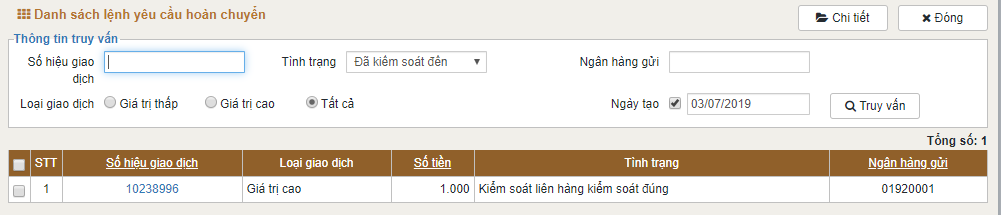 Danh sách lệnh yêu cầu hoàn chuyển
Chi tiết
Đóng
Thông tin truy vấn
Số hiệu giao dịch
Tình trạng
Đã kiểm soát đến
Ngân hàng gửi
Loại giao dịch
Giá trị thấp
Giá trị cao
Tất cả
Ngày tạo
03/07/2019
Truy vấn
Tổng số: 1
STT Số hiệu giao dịch Loại giao dịch Số tiền Tình trạng Ngân hàng gửi
1 10238996 Giá trị cao 1.000 Kiểm soát liên hàng kiểm soát đúng 01920001